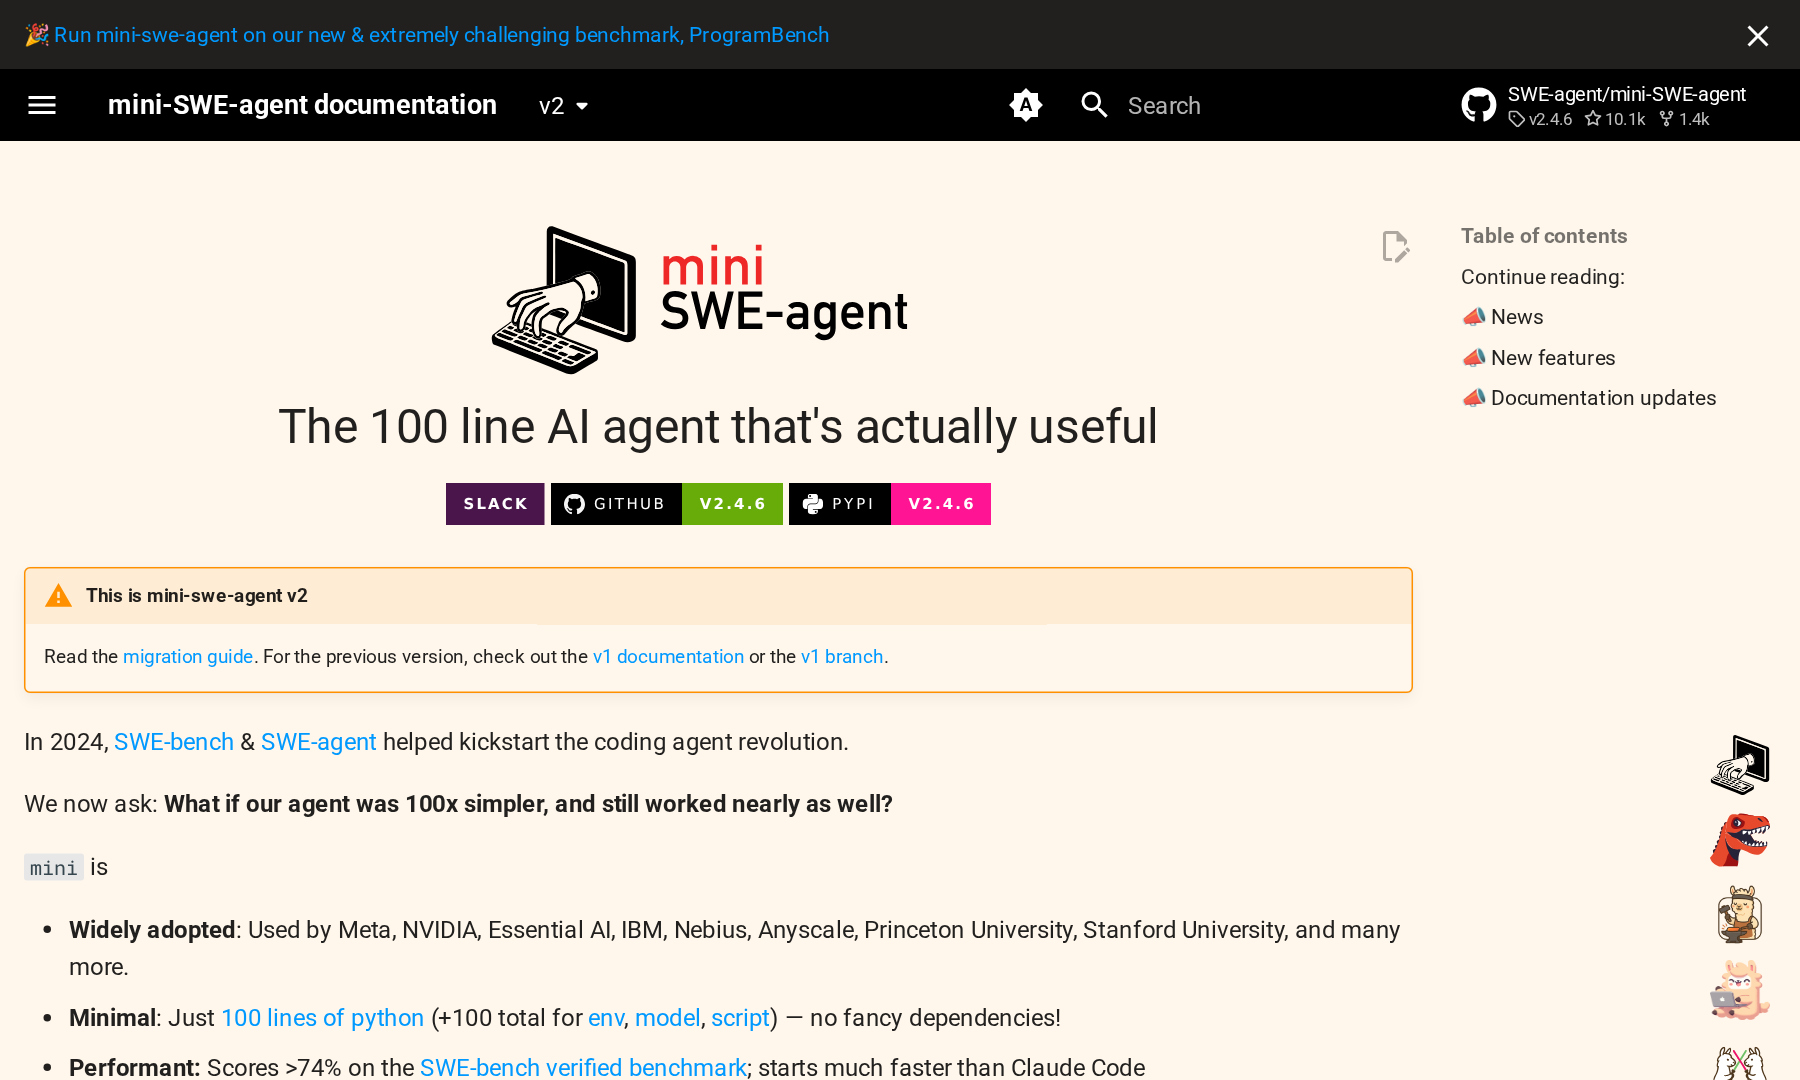 🎉 Run mini-swe-agent on our new & extremely challenging benchmark, ProgramBench
mini-SWE-agent documentation
v2
A
Search
SWE-agent/mini-SWE-agent
v2.4.6 10.1k 1.4k
mini
SWE-agent
The 100 line AI agent that's actually useful
SLACK GITHUB V2.4.6 PYPI V2.4.6
This is mini-swe-agent v2
Read the migration guide. For the previous version, check out the v1 documentation or the v1 branch.
In 2024, SWE-bench & SWE-agent helped kickstart the coding agent revolution.
We now ask: What if our agent was 100x simpler, and still worked nearly as well?
mini is
• Widely adopted: Used by Meta, NVIDIA, Essential AI, IBM, Nebius, Anyscale, Princeton University, Stanford University, and many
more.
• Minimal: Just 100 lines of python (+100 total for env, model, script) — no fancy dependencies!
• Performant: Scores >74% on the SWE-bench verified benchmark; starts much faster than Claude Code
Table of contents
Continue reading:
📣 News
📣 New features
📣 Documentation updates